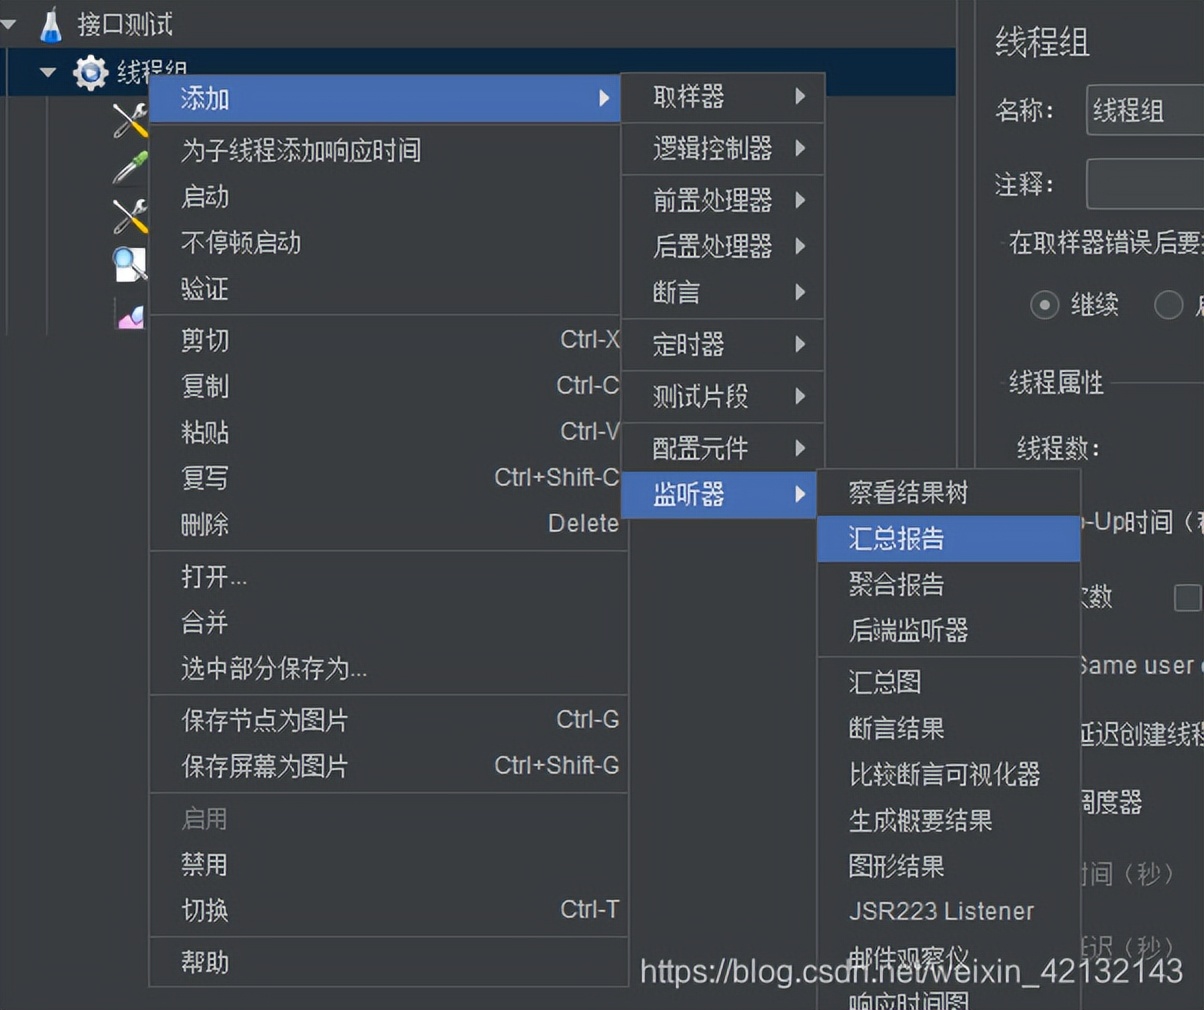 接口测试
线程组
添加
为子线程添加响应时间
启动
不停顿启动
验证
剪切 Ctrl-X
复制 Ctrl-C
粘贴 Ctrl-V
复写 Ctrl+Shift-C
删除 Delete
打开...
合并
选中部分保存为...
保存节点为图片 Ctrl-G
保存屏幕为图片 Ctrl+Shift-G
启用
禁用
切换 Ctrl-T
帮助
取样器
逻辑控制器
前置处理器
后置处理器
断言
定时器
测试片段
配置元件
监听器
察看结果树
汇总报告
聚合报告
后端监听器
汇总图
断言结果
比较断言可视化器
生成概要结果
图形结果
JSR223 Listener
邮件观察仪
响应时间图
线程组
名称: 线程组
注释:
在取样器错误后要
继续
线程属性
线程数:
-Up时间（
数
Same user
延迟创建线程
调度器
时间（秒）
延迟（秒）
https://blog.csdn.net/weixin_42132143